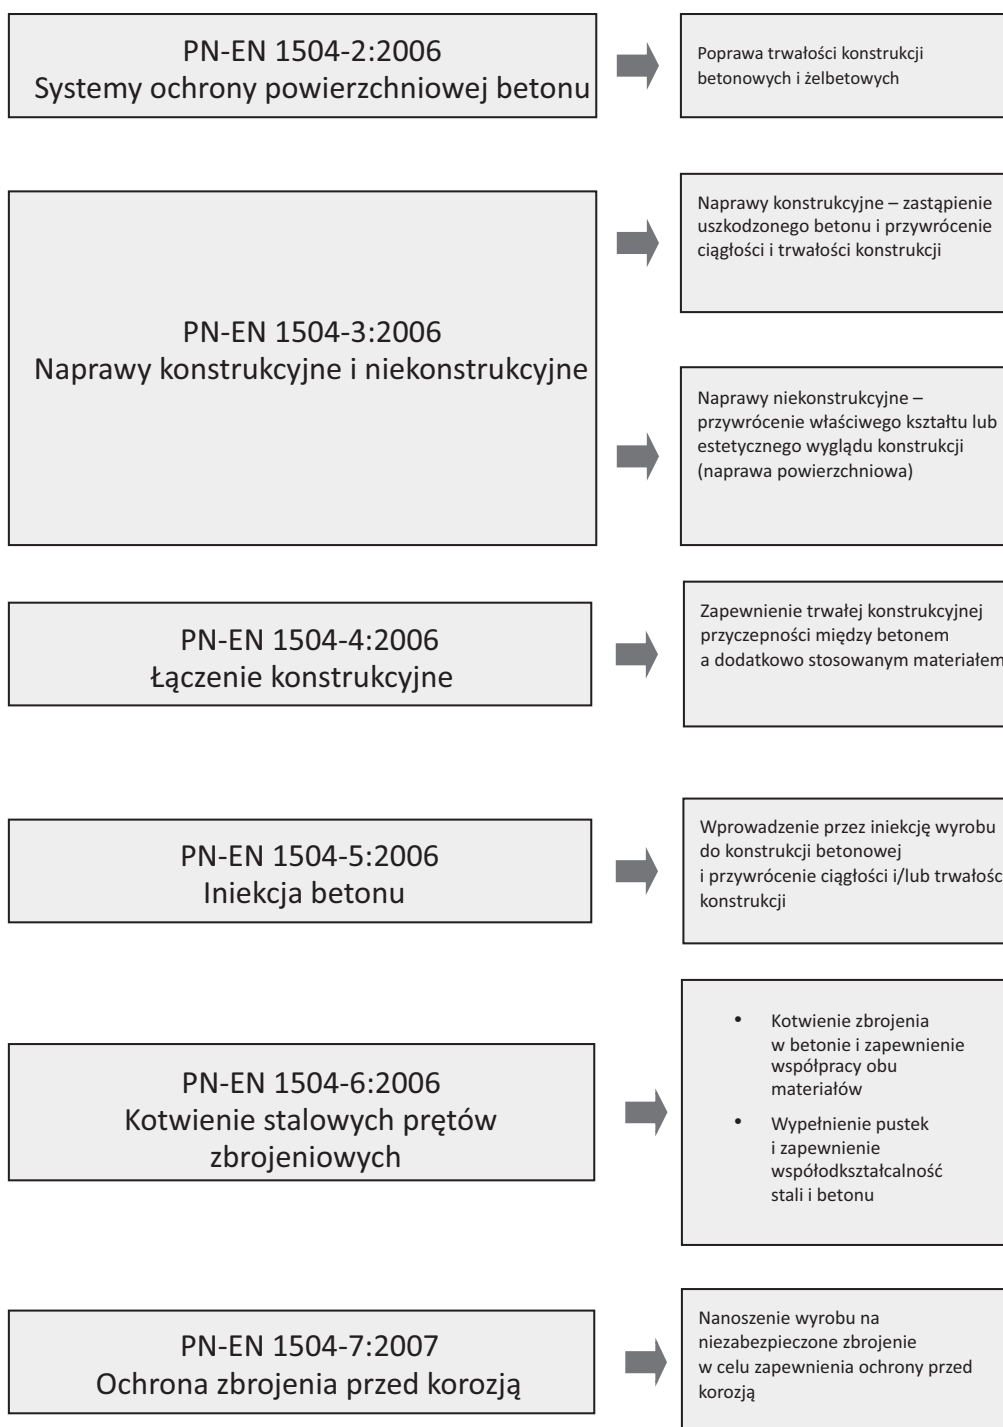 PN-EN 1504-2:2006
Systemy ochrony powierzchniowej betonu
Poprawa trwałości konstrukcji
betonowych i żelbetowych
PN-EN 1504-3:2006
Naprawy konstrukcyjne i niekonstrukcyjne
Naprawy konstrukcyjne – zastąpienie
uszkodzonego betonu i przywrócenie
ciągłości i trwałości konstrukcji
Naprawy niekonstrukcyjne –
przywrócenie właściwego kształtu lub
estetycznego wyglądu konstrukcji
(naprawa powierzchniowa)
PN-EN 1504-4:2006
Łączenie konstrukcyjne
Zapewnienie trwałej konstrukcyjnej
przyczepności między betonem
a dodatkowo stosowanym materiałem
PN-EN 1504-5:2006
Iniekcja betonu
Wprowadzenie przez iniekcję wyrobu
do konstrukcji betonowej
i przywrócenie ciągłości i/lub trwałośc
konstrukcji
PN-EN 1504-6:2006
Kotwienie stalowych prętów
zbrojeniowych
• Kotwienie zbrojenia
w betonie i zapewnienie
współpracy obu
materiałów
• Wypełnienie pustek
i zapewnienie
współodkształcalność
stali i betonu
PN-EN 1504-7:2007
Ochrona zbrojenia przed korozją
Nanoszenie wyrobu na
niezabezpieczone zbrojenie
w celu zapewnienia ochrony przed
korozją